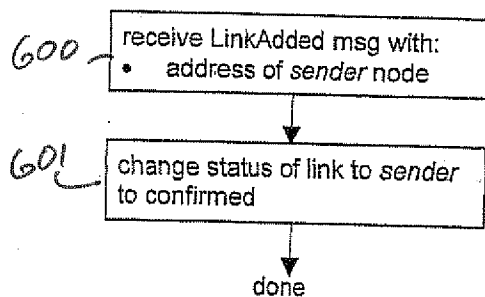 600
receive LinkAdded msg with:
• address of sender node
601
change status of link to sender
to confirmed
done